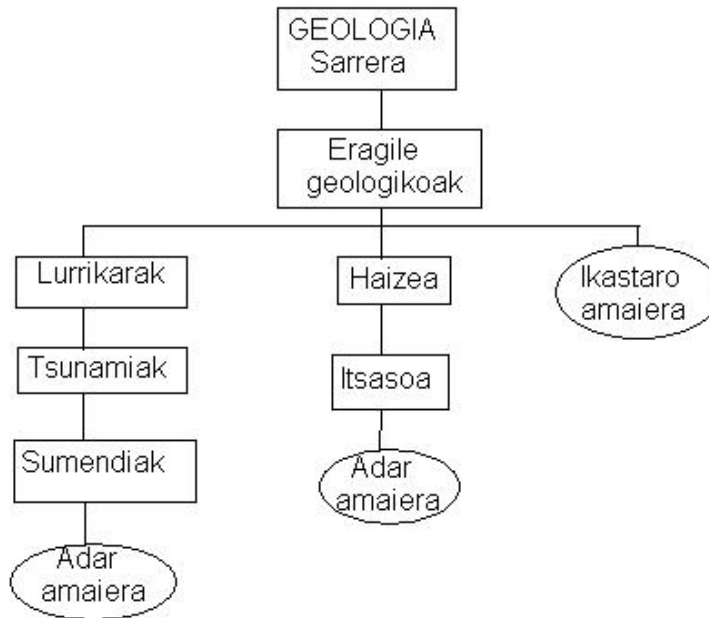 GEOLOGIA
Sarrera
Eragile
geologikoak
Lurrikarak
Haizea
Ikastaro
amaiera
Tsunamiak
Itsasoa
Sumendiak
Adar
amaiera
Adar
amaiera